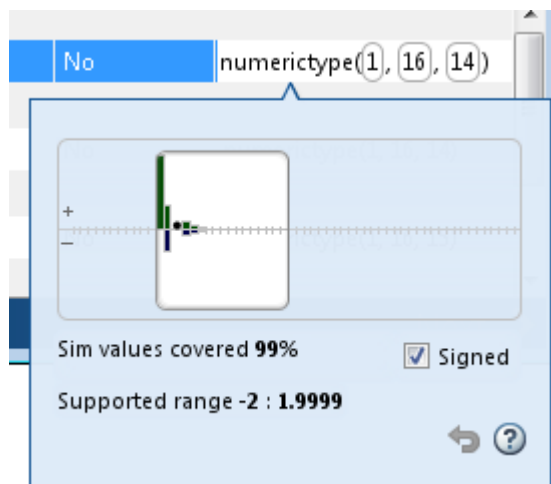 No numerictype(1, 16, 14)
+
−
Sim values covered 99%
Signed
Supported range -2 : 1.9999
?